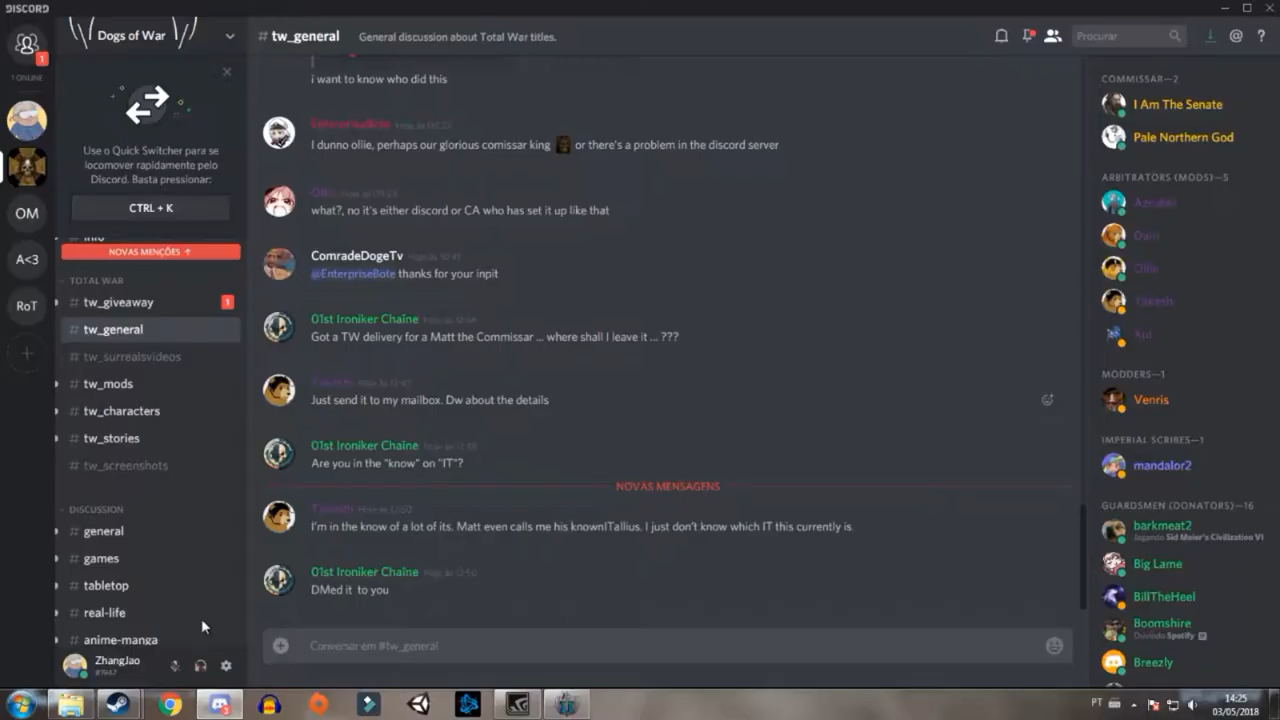 DISCORD
\\ Dogs of War //
# tw_general General discussion about Total War titles.
Procurar
1
1 ONLINE
OM
A<3
RoT
Use o Quick Switcher para se
locomover rapidamente pelo
Discord. Basta pressionar:
CTRL + K
NOVAS MENÇÕES ↑
TOTAL WAR
# tw_giveaway 1
# tw_general
# tw_surrealsvideos
# tw_mods
# tw_characters
# tw_stories
# tw_screenshots
DISCUSSION
# general
# games
# tabletop
# real-life
# anime-manga
ZhangJao
i want to know who did this
EnterpriseBote
I dunno ollie, perhaps our glorious comissar king or there's a problem in the discord server
Ollie
what?, no it's either discord or CA who has set it up like that
ComradeDogeTv
@EnterpriseBote thanks for your inpit
01st Ironiker Chaîne
Got a TW delivery for a Matt the Commissar ... where shall I leave it ... ???
Just send it to my mailbox. Dw about the details
01st Ironiker Chaîne
Are you in the "know" on "IT"?
NOVAS MENSAGENS
I'm in the know of a lot of its. Matt even calls me his knownITallius. I just don't know which IT this currently is.
01st Ironiker Chaîne
DMed it to you
Conversar em #tw_general
COMMISSAR—2
I Am The Senate
Pale Northern God
ARBITRATORS (MODS)—5
Ollie
MODDERS—1
Venris
IMPERIAL SCRIBES—1
mandalor2
GUARDSMEN (DONATORS)—16
barkmeat2
Jogando Sid Meier's Civilization VI
Big Lame
BillTheHeel
Boomshire
Ouvindo Spotify
Breezly
PT
14:25
03/05/2018